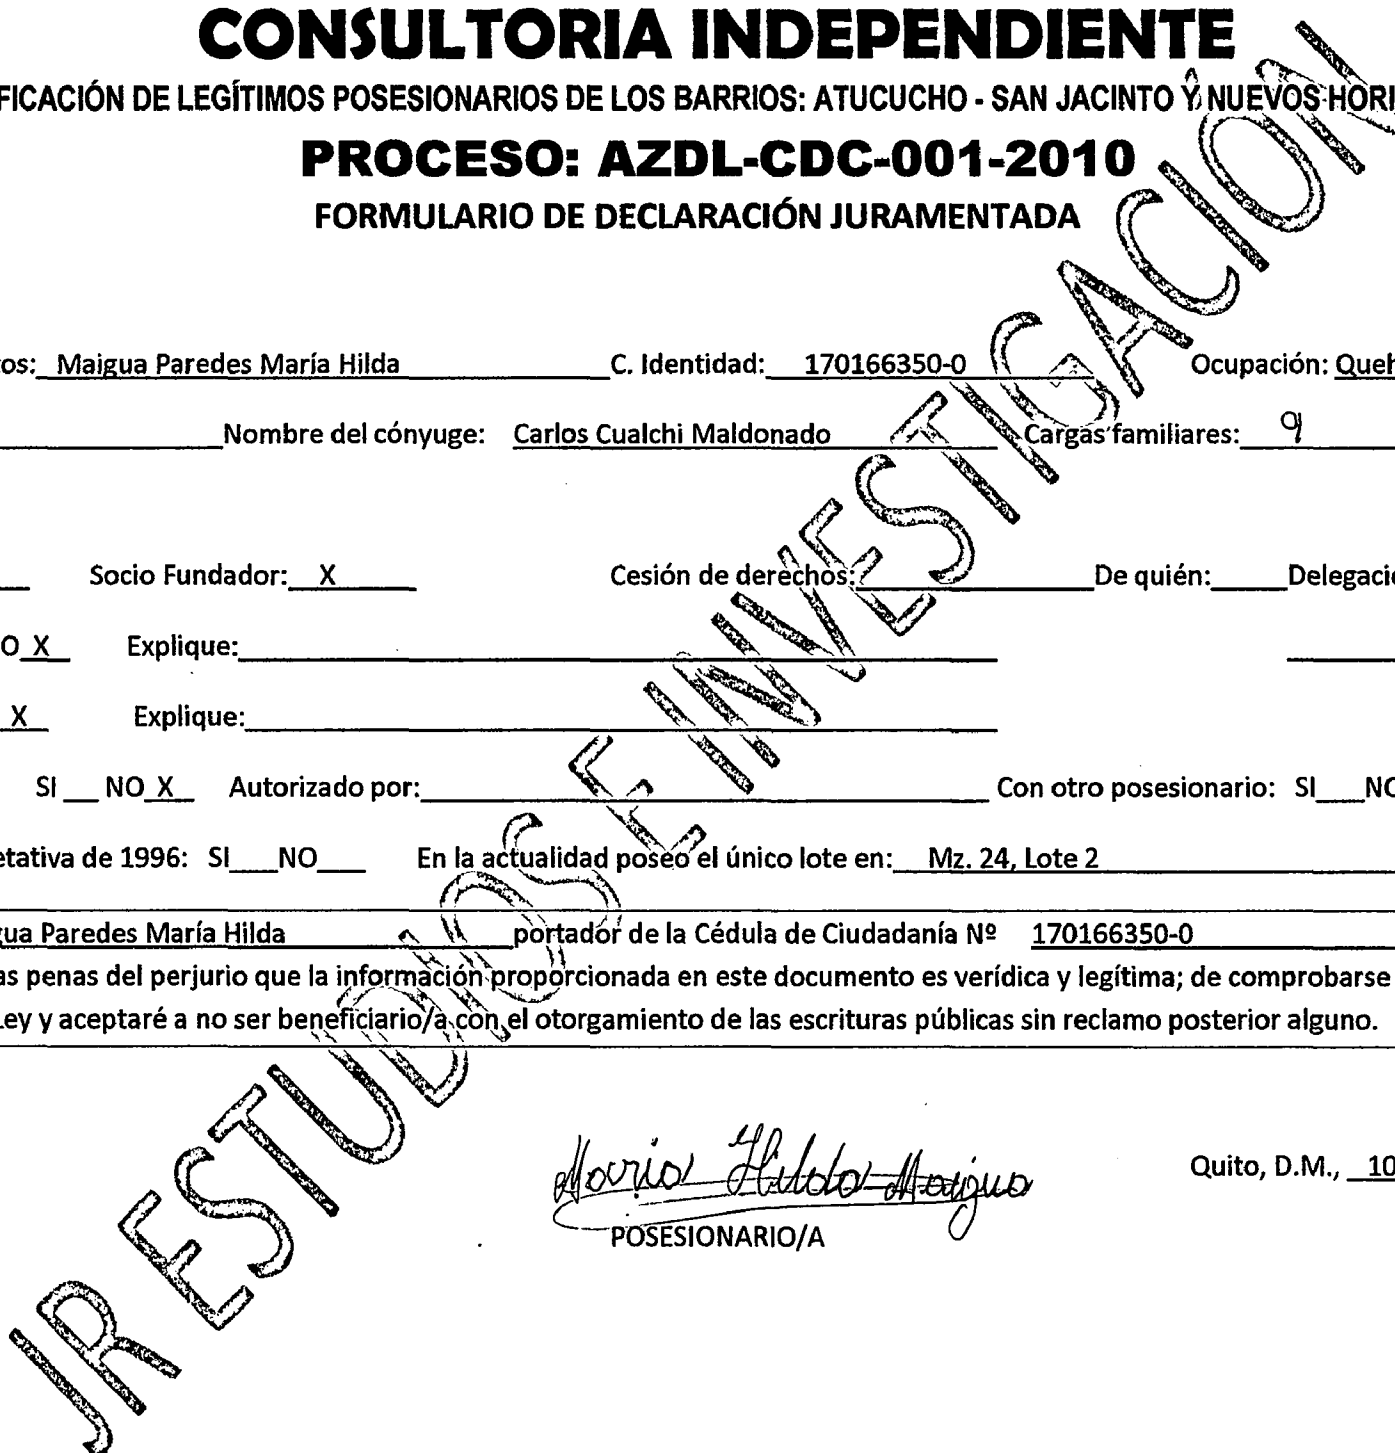 CONSULTORIA INDEPENDIENTE
FICACIÓN DE LEGÍTIMOS POSESIONARIOS DE LOS BARRIOS: ATUCUCHO - SAN JACINTO Y NUEVOS HORI
PROCESO: AZDL-CDC-001-2010
FORMULARIO DE DECLARACIÓN JURAMENTADA
os: Maigua Paredes María Hilda C. Identidad: 170166350-0 Ocupación: Queh
Nombre del cónyuge: Carlos Cualchi Maldonado Cargas familiares: 9
Socio Fundador: X Cesión de derechos: De quién: Delegació
O X Explique:
X Explique:
SI NO X Autorizado por: Con otro posesionario: SI NO
etativa de 1996: SI NO En la actualidad poseo el único lote en: Mz. 24, Lote 2
gua Paredes María Hilda portador de la Cédula de Ciudadanía Nº 170166350-0
as penas del perjurio que la información proporcionada en este documento es verídica y legítima; de comprobarse
Ley y aceptaré a no ser beneficiario/a con el otorgamiento de las escrituras públicas sin reclamo posterior alguno.
Maria Hilda Maigua
Quito, D.M., 10
POSESIONARIO/A
JR ESTUDIOS E INVESTIGACION